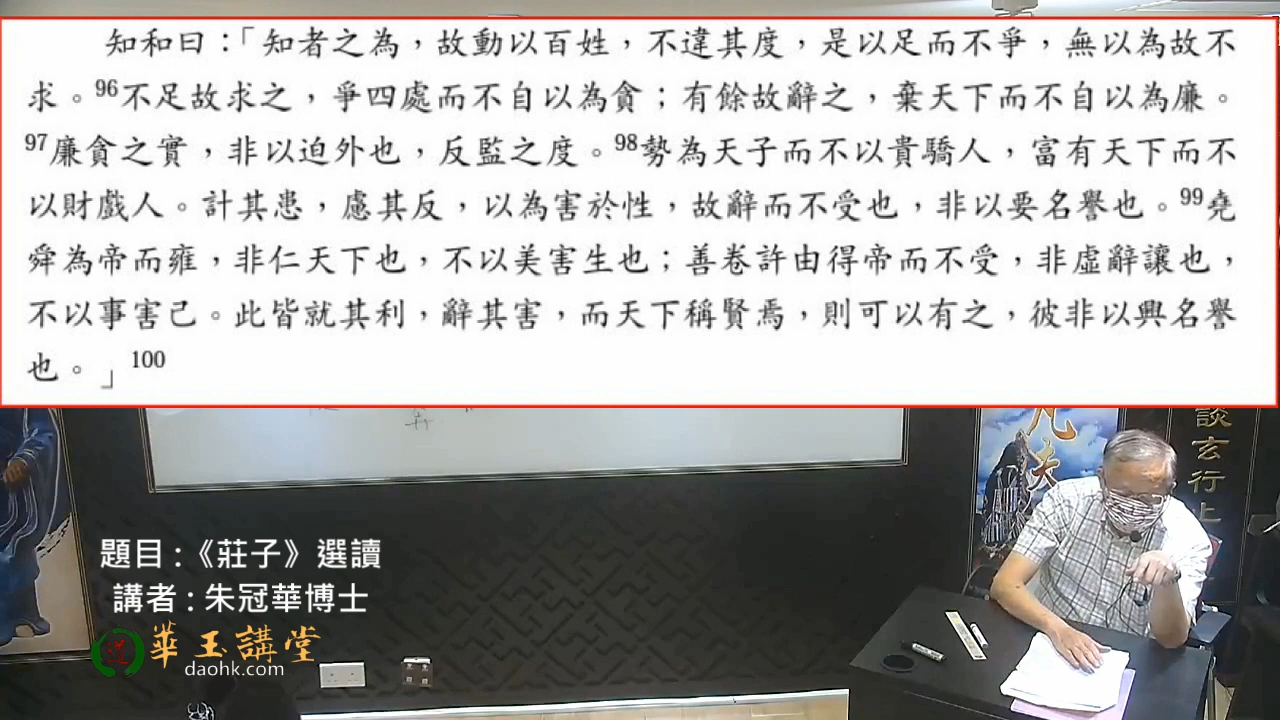 知和曰：「知者之為，故動以百姓，不違其度，是以足而不爭，無以為故不
求。96不足故求之，爭四處而不自以為貪；有餘故辭之，棄天下而不自以為廉。
97廉貪之實，非以迫外也，反監之度。98勢為天子而不以貴驕人，富有天下而不
以財戲人。計其患，慮其反，以為害於性，故辭而不受也，非以要名譽也。99堯
舜為帝而雍，非仁天下也，不以美害生也；善卷許由得帝而不受，非虛辭讓也，
不以事害己。此皆就其利，辭其害，而天下稱賢焉，則可以有之，彼非以興名譽
也。」100
凡夫
談玄行上
題目：《莊子》選讀
講者：朱冠華博士
道
華玉講堂
daohk.com